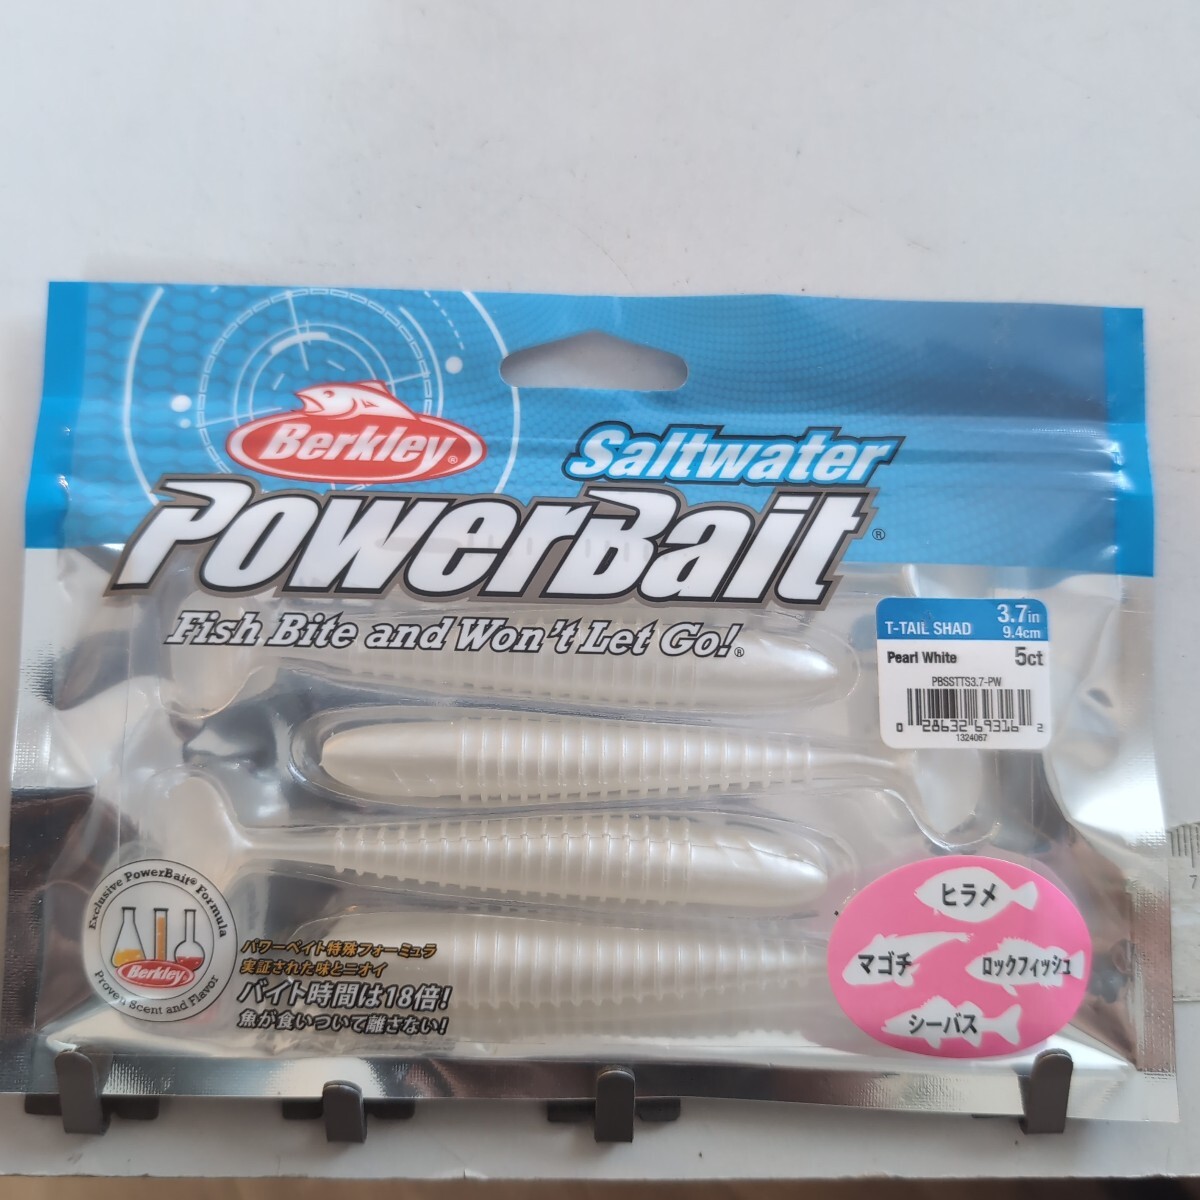 Berkley®
Saltwater
PowerBait®
Fish Bite and Won't Let Go!®
T-TAIL SHAD
3.7in
9.4cm
Pearl White 5ct
PBSSTTS3.7-PW
0 28632 69316 2
1324067
Exclusive PowerBait® Formula
Berkley
Proven Scent and Flavor
パワーベイト特殊フォーミュラ
実証された味とニオイ
バイト時間は18倍!
魚が食いついて離さない!
ヒラメ
マゴチ
ロックフィッシュ
シーバス
7